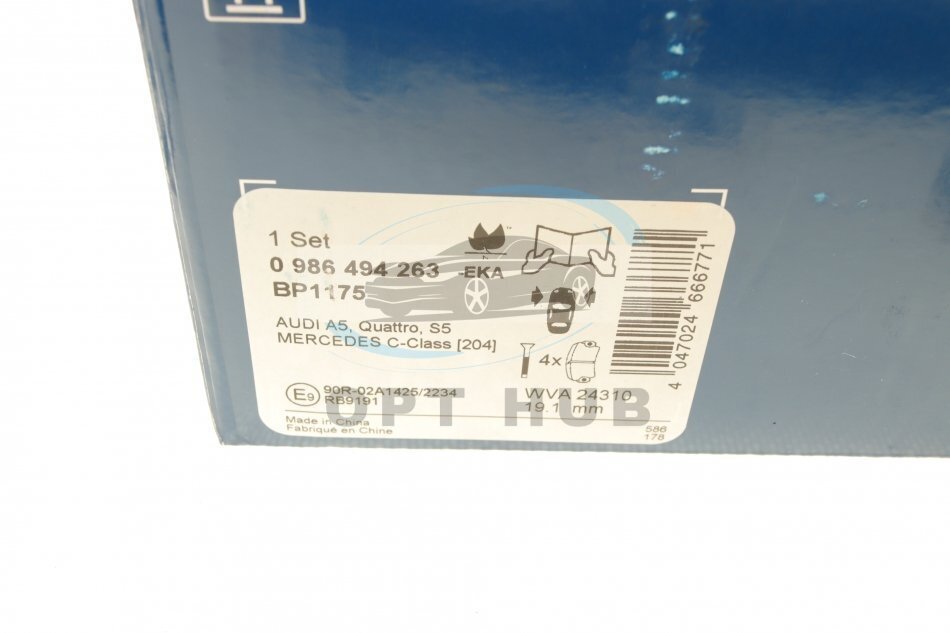 1 Set
0 986 494 263 -EKA
BP1175
AUDI A5, Quattro, S5
MERCEDES C-Class [204]
4x
E9 90R-02A1425/2234
RB9191
WVA 24310
19.1 mm
Made in China
Fabriqué en Chine
586
178
4 047024 666771
OPT HUB